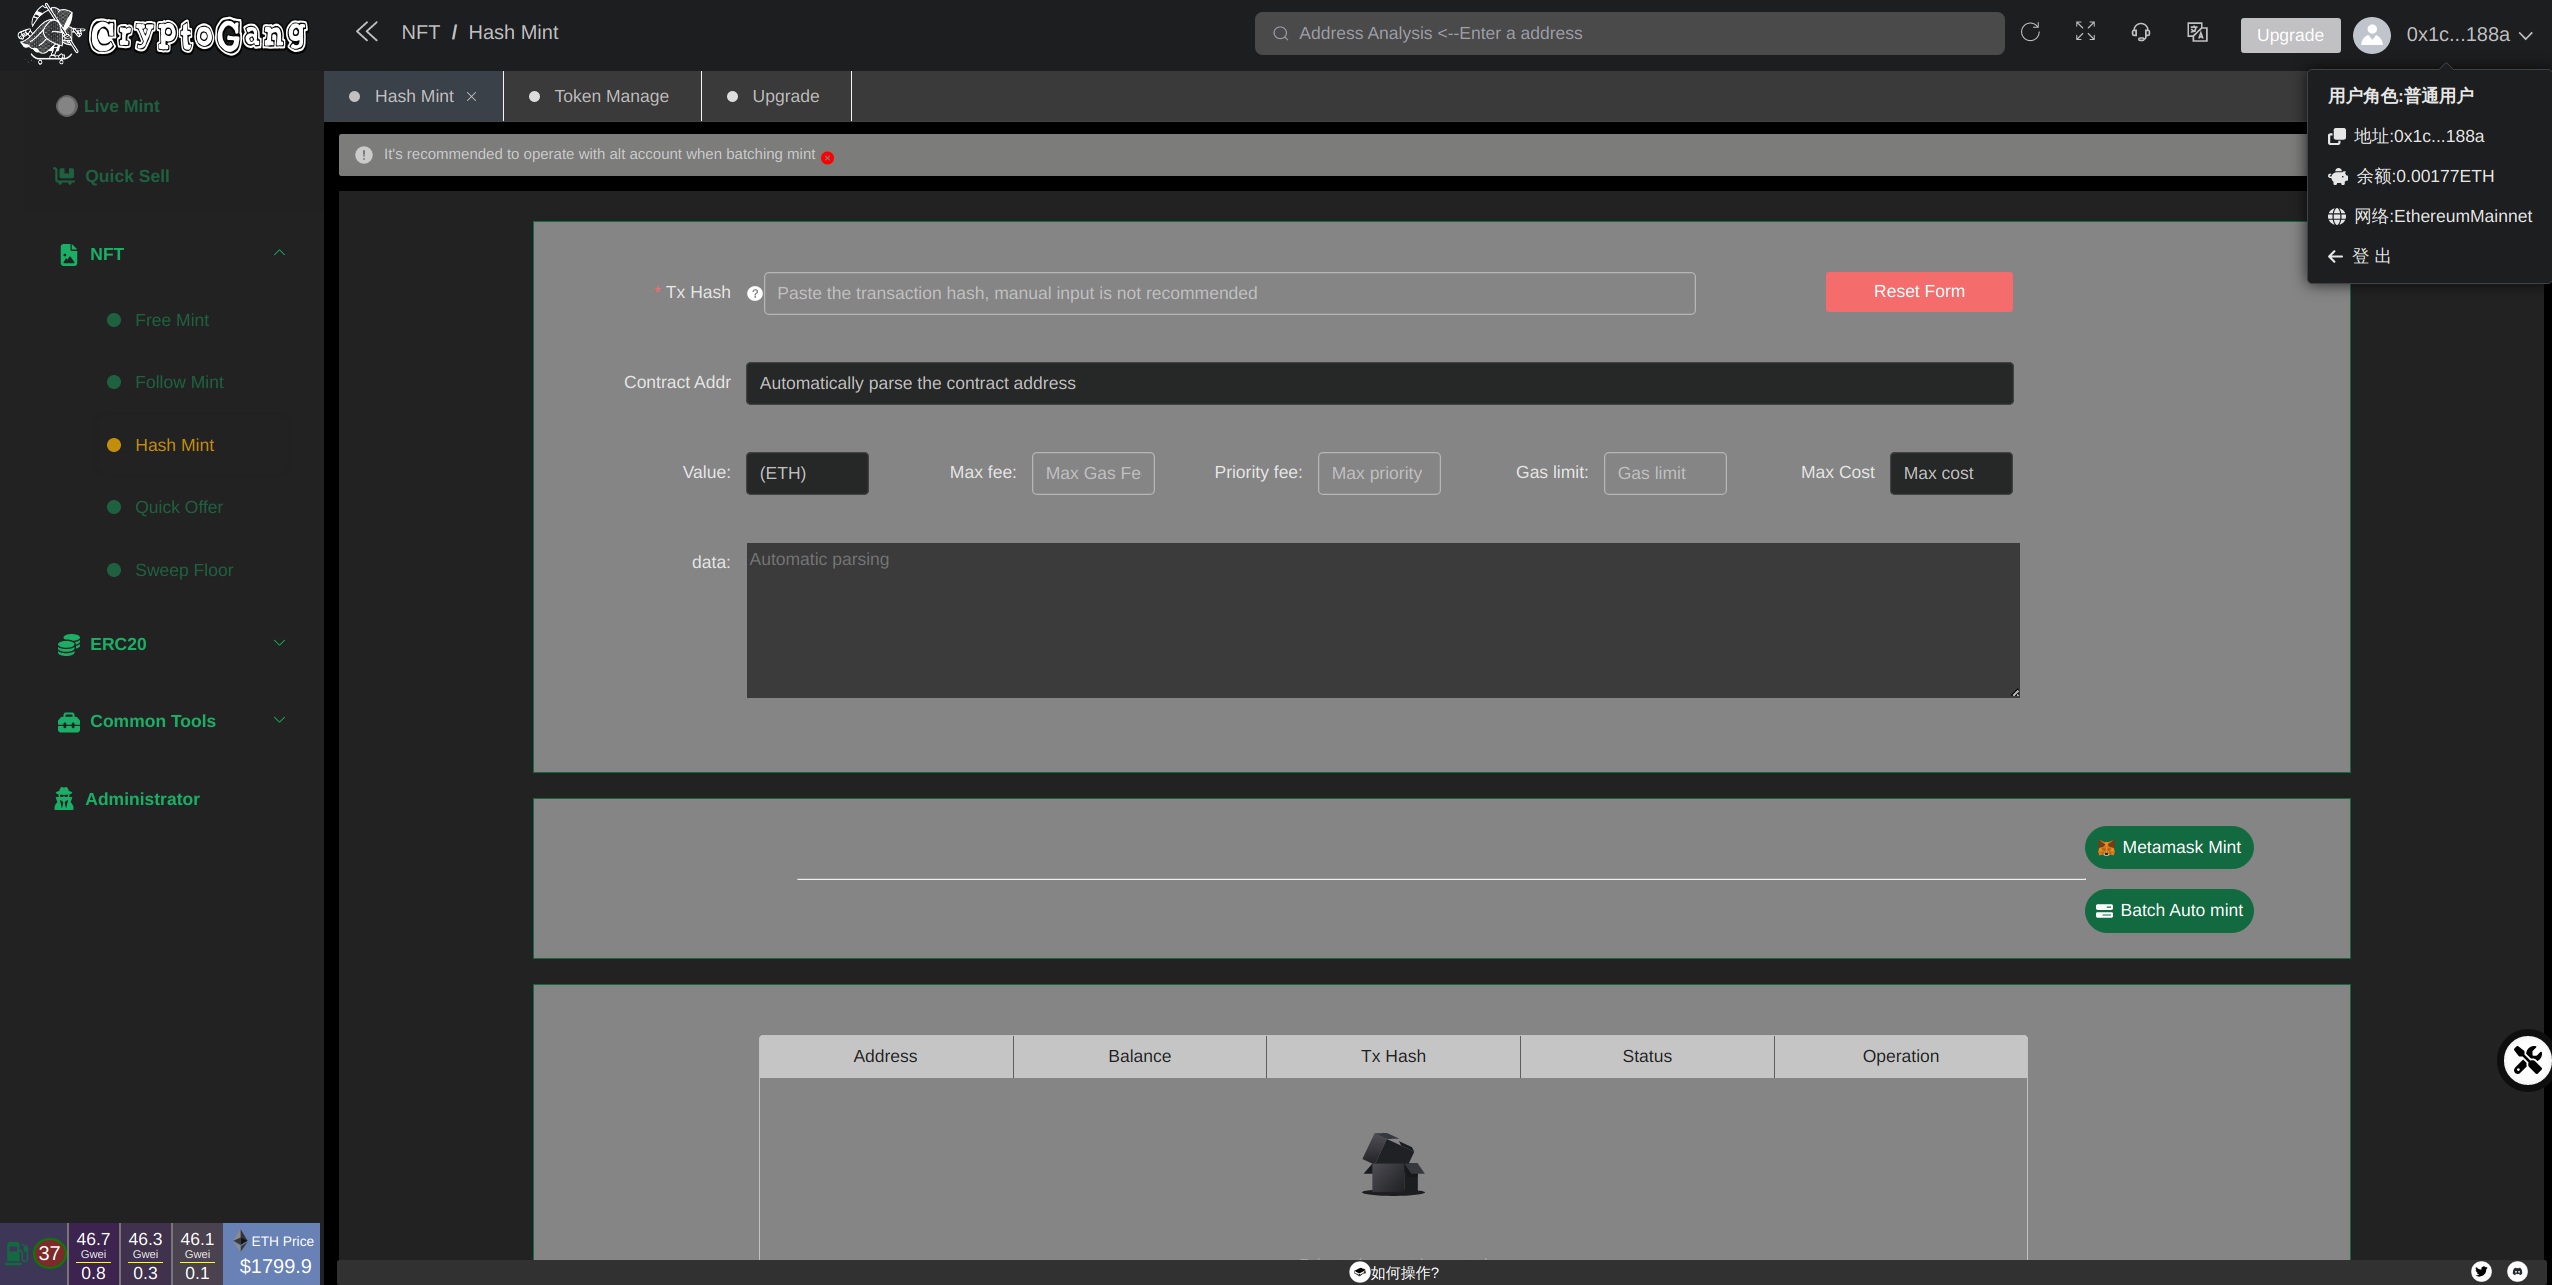 CryptoGang
NFT / Hash Mint
Address Analysis <--Enter a address
Upgrade
0x1c...188a
Hash Mint
Token Manage
Upgrade
用户角色:普通用户
地址:0x1c...188a
余额:0.00177ETH
网络:EthereumMainnet
登 出
Live Mint
Quick Sell
NFT
Free Mint
Follow Mint
Hash Mint
Quick Offer
Sweep Floor
ERC20
Common Tools
Administrator
It's recommended to operate with alt account when batching mint
* Tx Hash
Paste the transaction hash, manual input is not recommended
Reset Form
Contract Addr
Automatically parse the contract address
Value:
(ETH)
Max fee:
Max Gas Fe
Priority fee:
Max priority
Gas limit:
Gas limit
Max Cost
Max cost
data:
Automatic parsing
Metamask Mint
Batch Auto mint
Address
Balance
Tx Hash
Status
Operation
37
46.7
Gwei
0.8
46.3
Gwei
0.3
46.1
Gwei
0.1
ETH Price
$1799.9
如何操作?